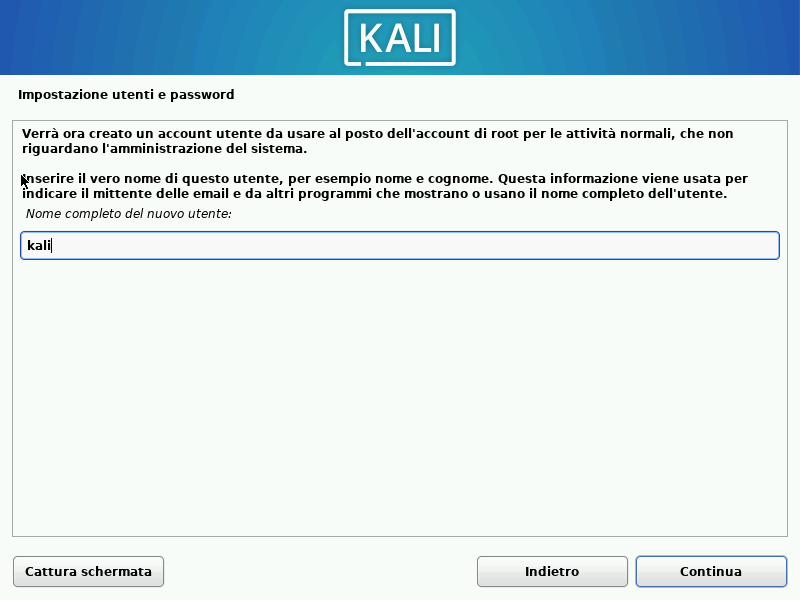 KALI
Impostazione utenti e password
Verrà ora creato un account utente da usare al posto dell'account di root per le attività normali, che non
riguardano l'amministrazione del sistema.
Inserire il vero nome di questo utente, per esempio nome e cognome. Questa informazione viene usata per
indicare il mittente delle email e da altri programmi che mostrano o usano il nome completo dell'utente.
Nome completo del nuovo utente:
kali
Cattura schermata
Indietro
Continua